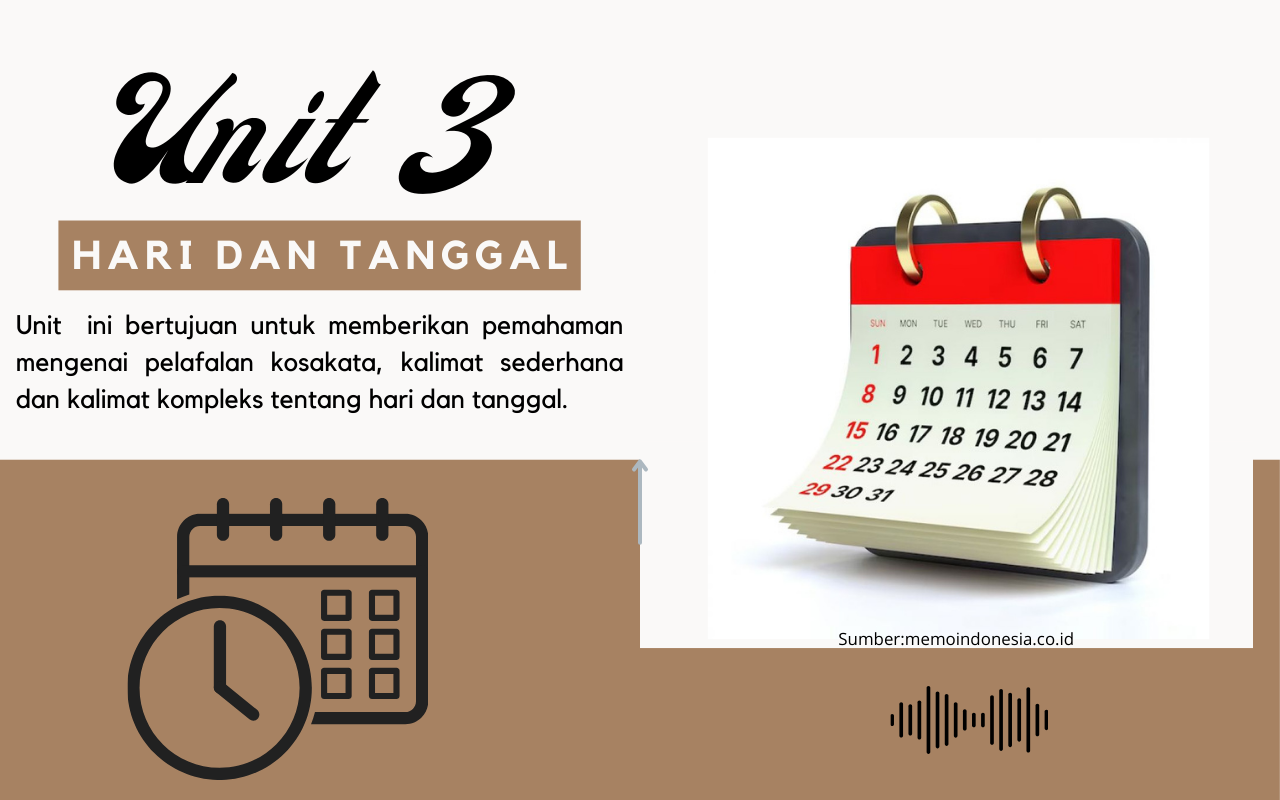 Unit 3
HARI DAN TANGGAL
Unit ini bertujuan untuk memberikan pemahaman
mengenai pelafalan kosakata, kalimat sederhana
dan kalimat kompleks tentang hari dan tanggal.
SUN MON TUE WED THU FRI SAT
1 2 3 4 5 6 7
8 9 10 11 12 13 14
15 16 17 18 19 20 21
22 23 24 25 26 27 28
29 30 31
Sumber:memoindonesia.co.id